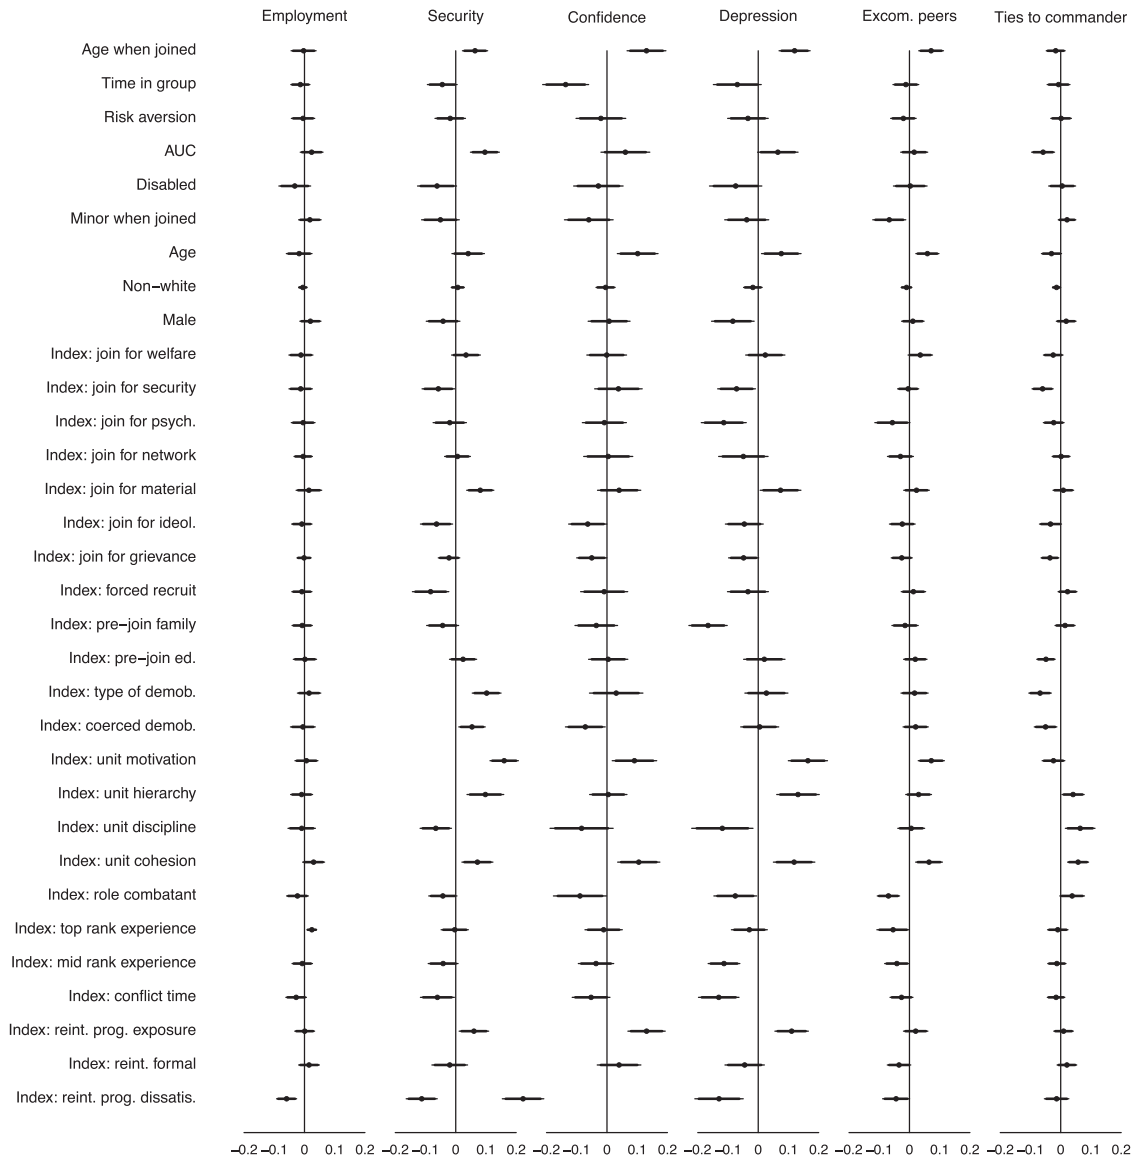 Employment Security Confidence Depression Excom. peers Ties to commander
Age when joined
Time in group
Risk aversion
AUC
Disabled
Minor when joined
Age
Non−white
Male
Index: join for welfare
Index: join for security
Index: join for psych.
Index: join for network
Index: join for material
Index: join for ideol.
Index: join for grievance
Index: forced recruit
Index: pre−join family
Index: pre−join ed.
Index: type of demob.
Index: coerced demob.
Index: unit motivation
Index: unit hierarchy
Index: unit discipline
Index: unit cohesion
Index: role combatant
Index: top rank experience
Index: mid rank experience
Index: conflict time
Index: reint. prog. exposure
Index: reint. formal
Index: reint. prog. dissatis.
−0.2 −0.1 0 0.1 0.2 −0.2 −0.1 0 0.1 0.2 −0.2 −0.1 0 0.1 0.2 −0.2 −0.1 0 0.1 0.2 −0.2 −0.1 0 0.1 0.2 −0.2 −0.1 0 0.1 0.2